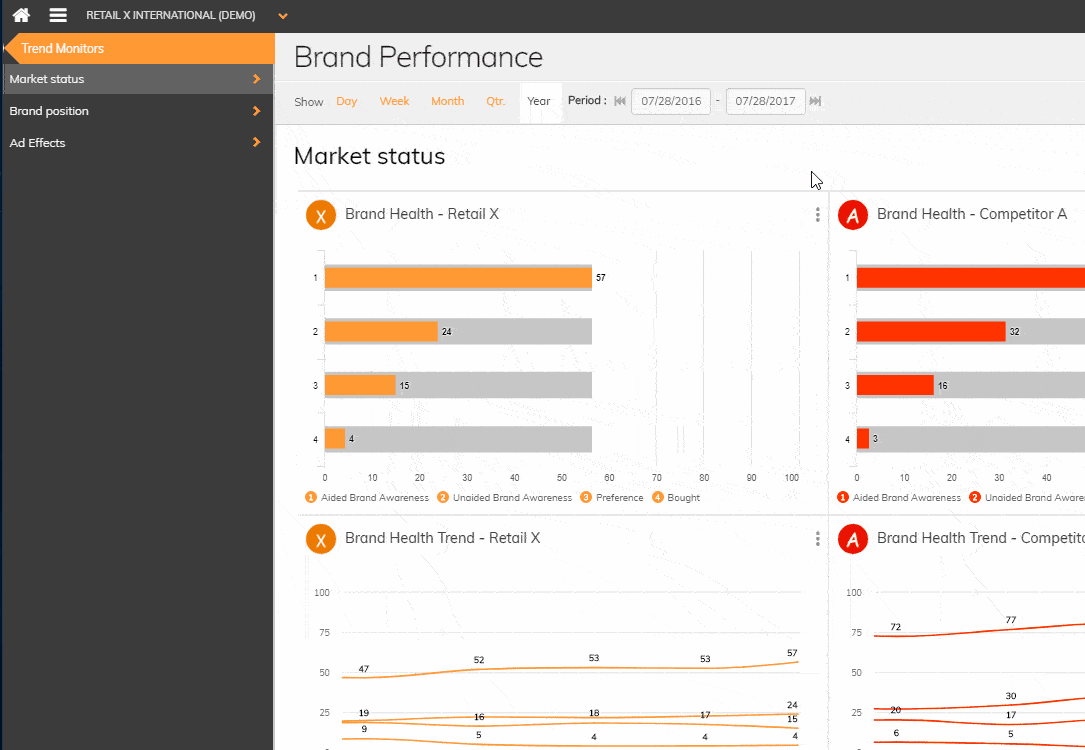 RETAIL X INTERNATIONAL (DEMO)
Trend Monitors
Market status
Brand position
Ad Effects
Brand Performance
Show Day Week Month Qtr. Year Period : 07/28/2016 - 07/28/2017
Market status
X Brand Health - Retail X
1 57
2 24
3 15
4 4
0 10 20 30 40 50 60 70 80 90 100
1 Aided Brand Awareness 2 Unaided Brand Awareness 3 Preference 4 Bought
A Brand Health - Competitor A
1
2 32
3 16
4 3
0 10 20 30 40
1 Aided Brand Awareness 2 Unaided Brand Aware
X Brand Health Trend - Retail X
100
75
50
25
47 52 53 53 57
19 16 18 17 24
15
9 5 4 4 4
A Brand Health Trend - Competito
100
75
50
25
72 77
30
20 17
6 5